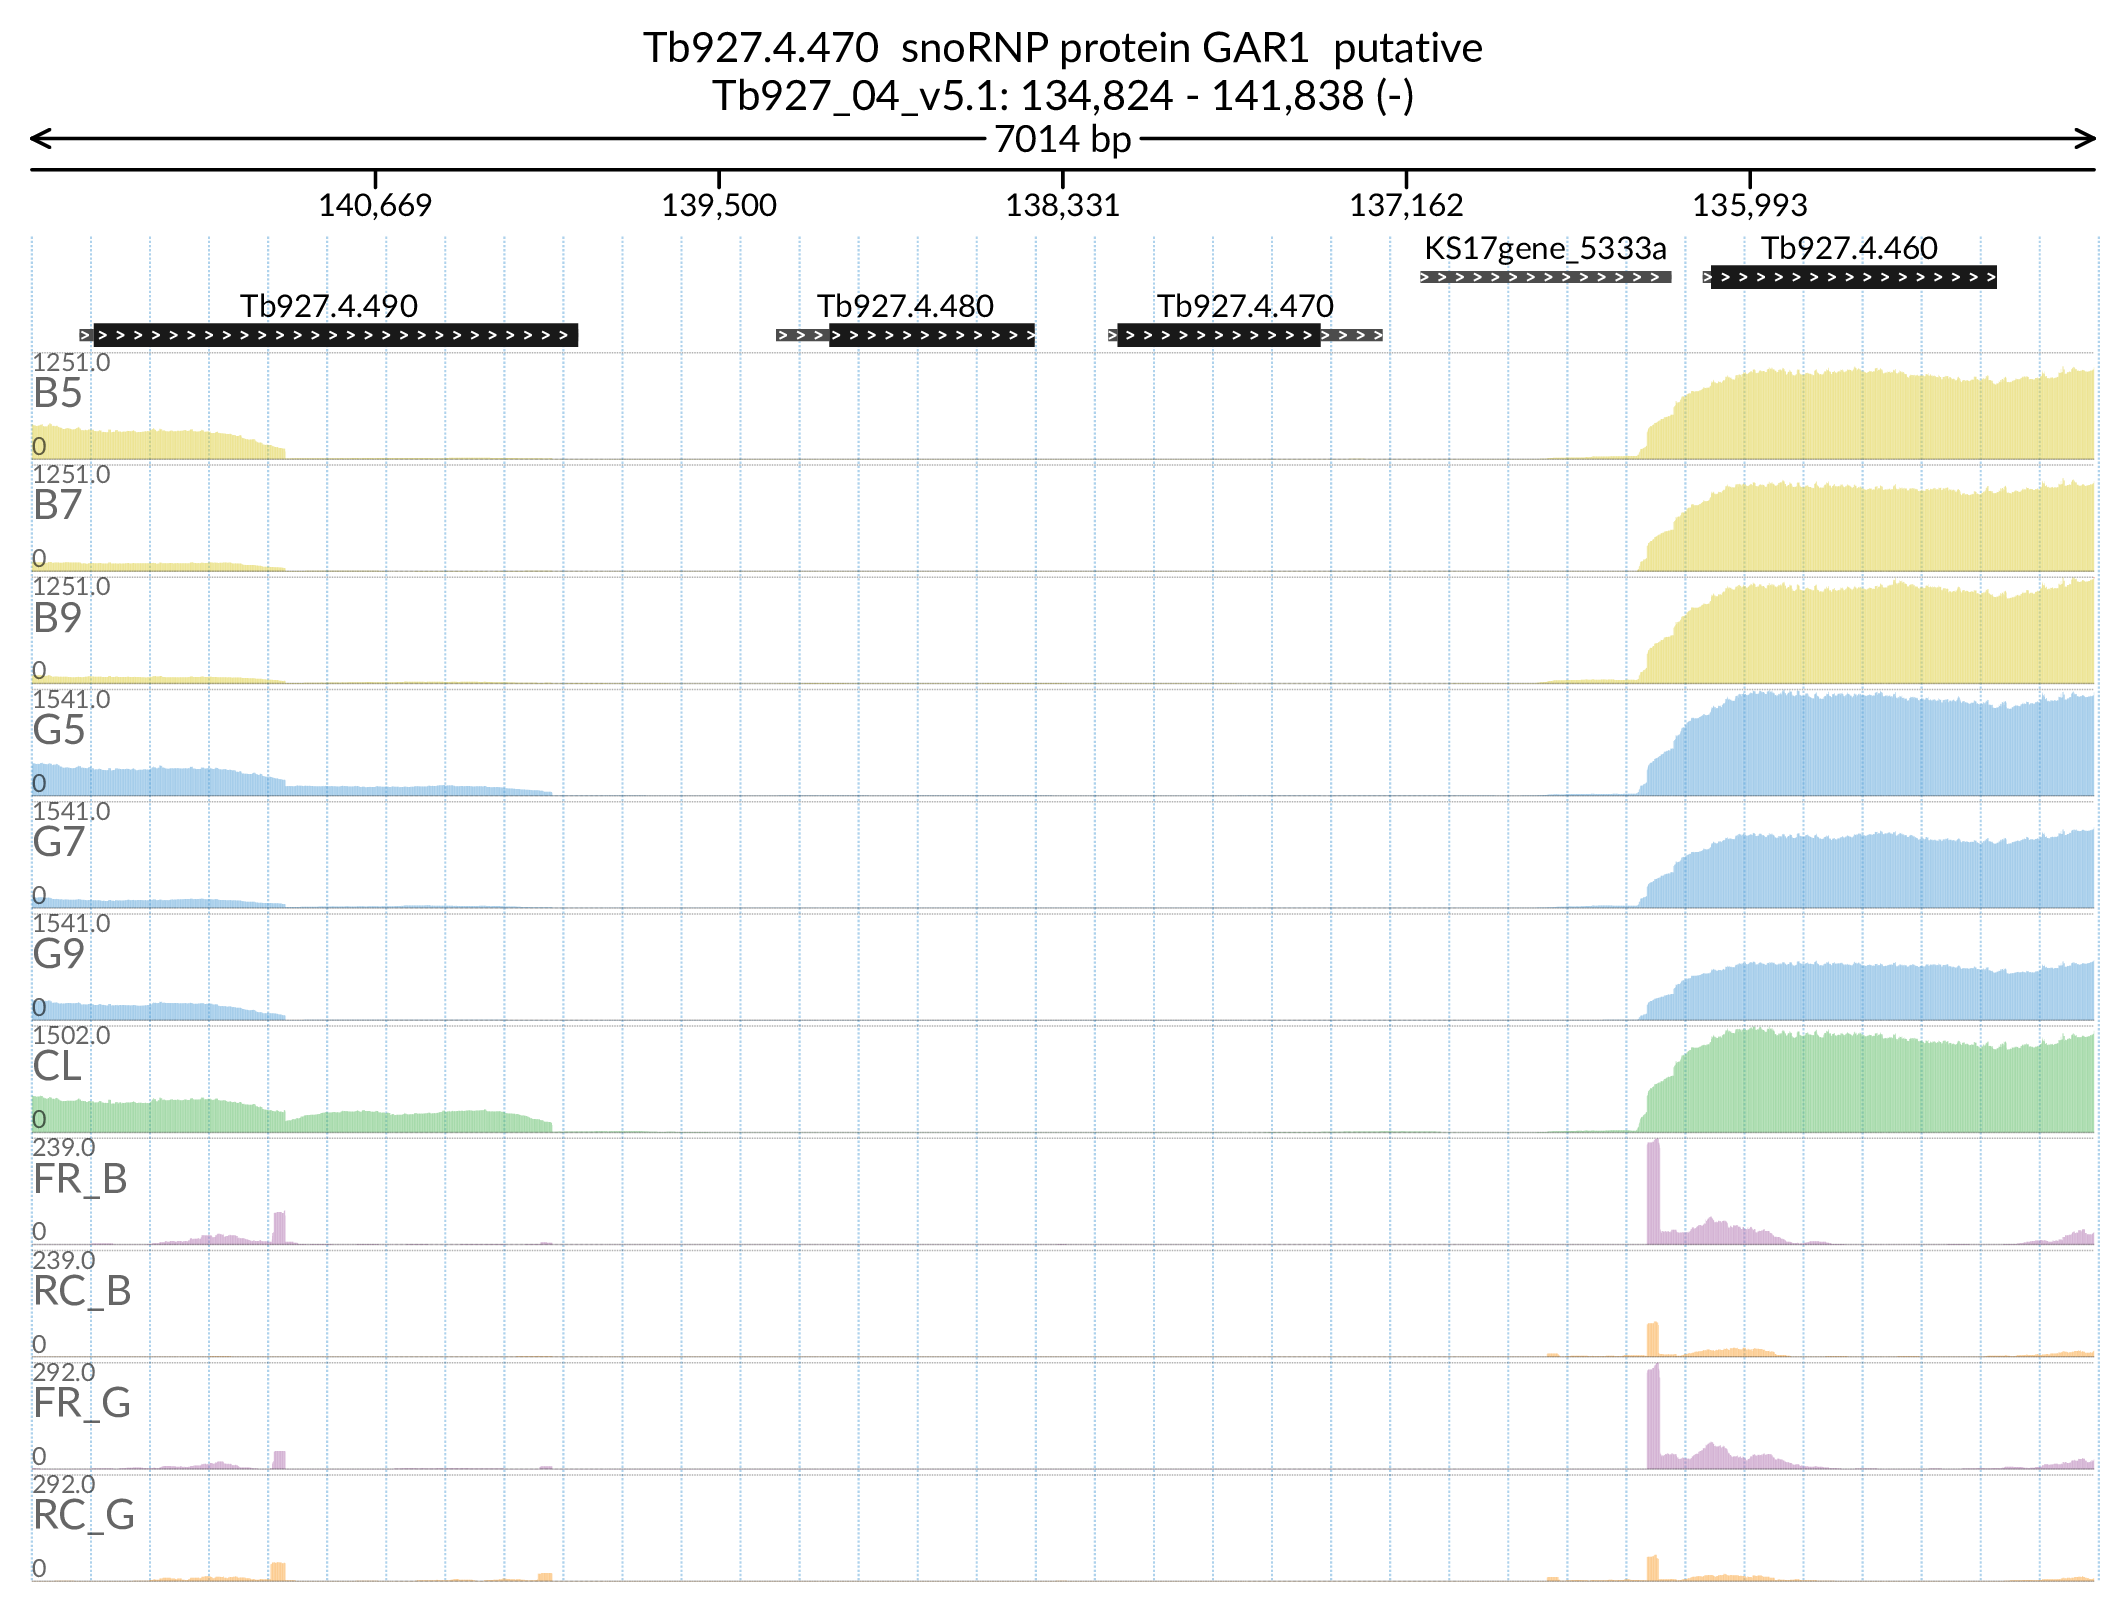 Tb927.4.470 snoRNP protein GAR1 putative
Tb927_04_v5.1: 134,824 - 141,838 (-)
7014 bp
140,669 139,500 138,331 137,162 135,993
KS17gene_5333a Tb927.4.460
Tb927.4.490 Tb927.4.480 Tb927.4.470
1251.0
B5
0
1251.0
B7
0
1251.0
B9
0
1541.0
G5
0
1541.0
G7
0
1541.0
G9
0
1502.0
CL
0
239.0
FR_B
0
239.0
RC_B
0
292.0
FR_G
0
292.0
RC_G
0